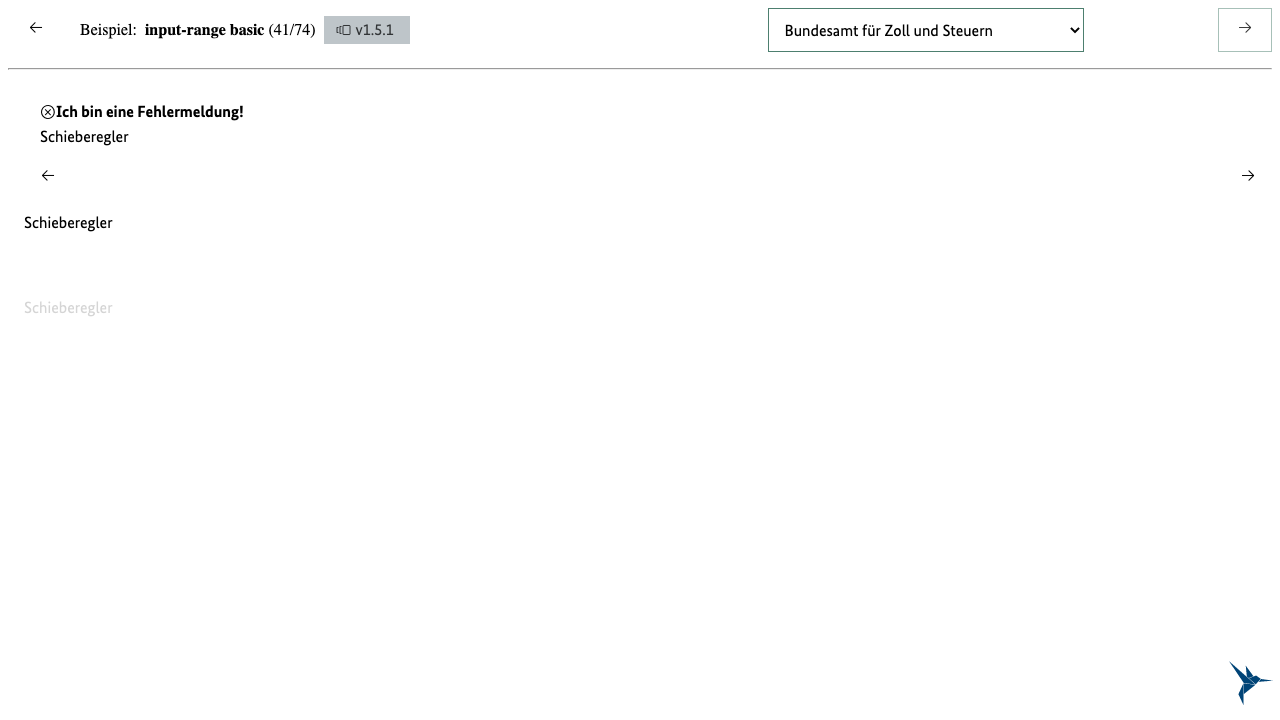 Beispiel: input-range basic (41/74) v1.5.1 Bundesamt für Zoll und Steuern
Ich bin eine Fehlermeldung!
Schieberegler
Schieberegler
Schieberegler